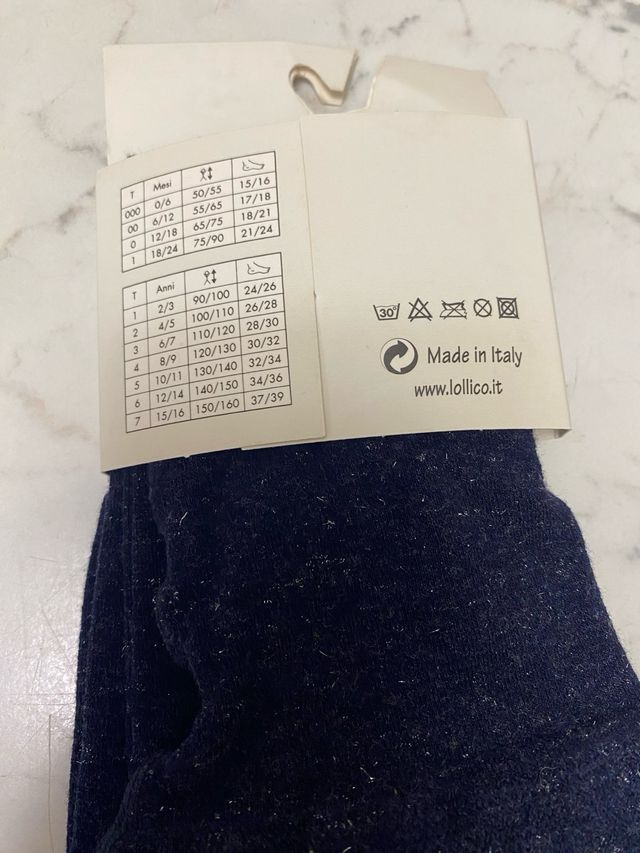 T Mesi
000 0/6 50/55 15/16
00 6/12 55/65 17/18
0 12/18 65/75 18/21
1 18/24 75/90 21/24
T Anni
1 2/3 90/100 24/26
2 4/5 100/110 26/28
3 6/7 110/120 28/30
4 8/9 120/130 30/32
5 10/11 130/140 32/34
6 12/14 140/150 34/36
7 15/16 150/160 37/39
30°
Made in Italy
www.lollico.it